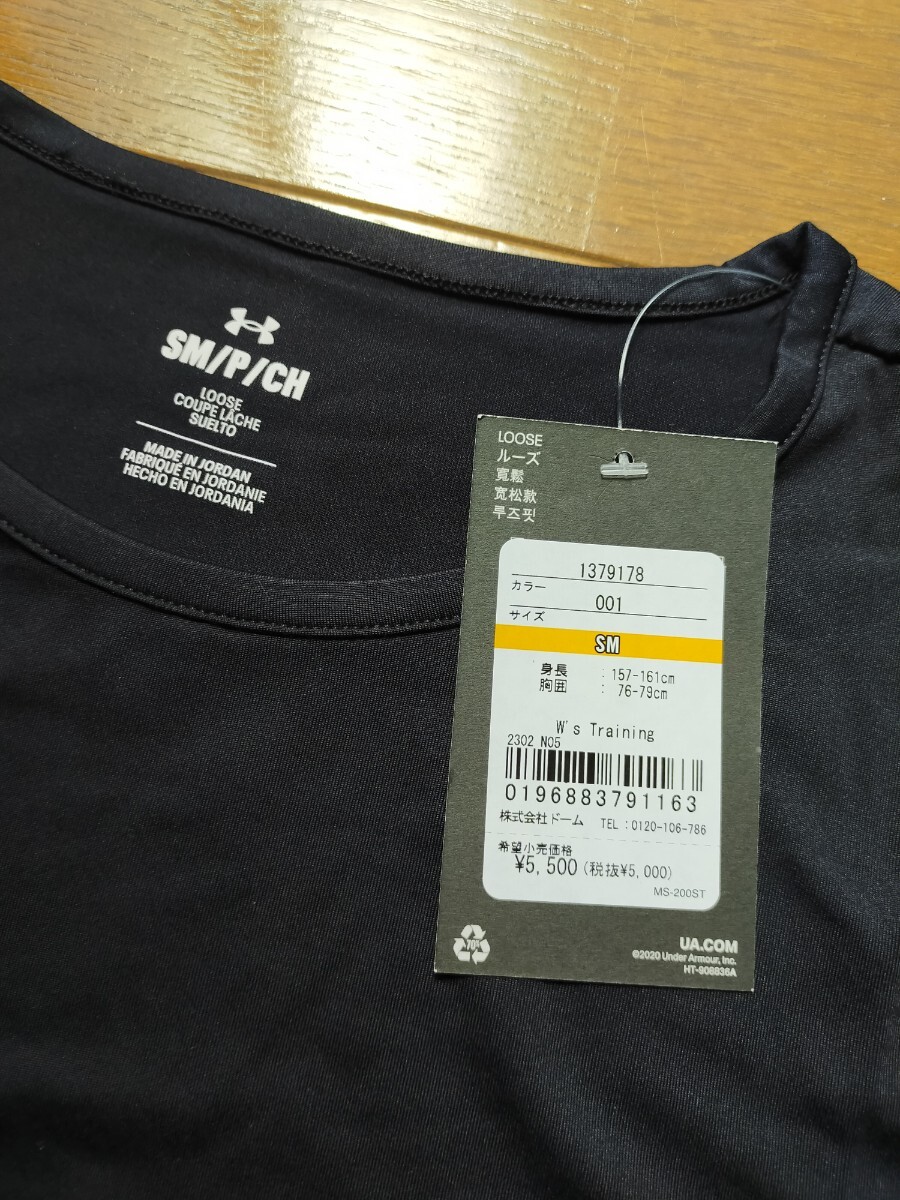 SM/P/CH
LOOSE
COUPE LÂCHE
SUELTO
MADE IN JORDAN
FABRIQUÉ EN JORDANIE
HECHO EN JORDANIA
LOOSE
ルーズ
寬鬆
宽松款
루즈핏
1379178
カラー
001
サイズ
SM
身長 : 157-161cm
胸囲 : 76-79cm
W's Training
2302 N05
0196883791163
株式会社ドーム TEL:0120-106-786
希望小売価格
¥5,500(税抜¥5,000)
MS-200ST
UA.COM
©2020 Under Armour, Inc.
HT-808836A